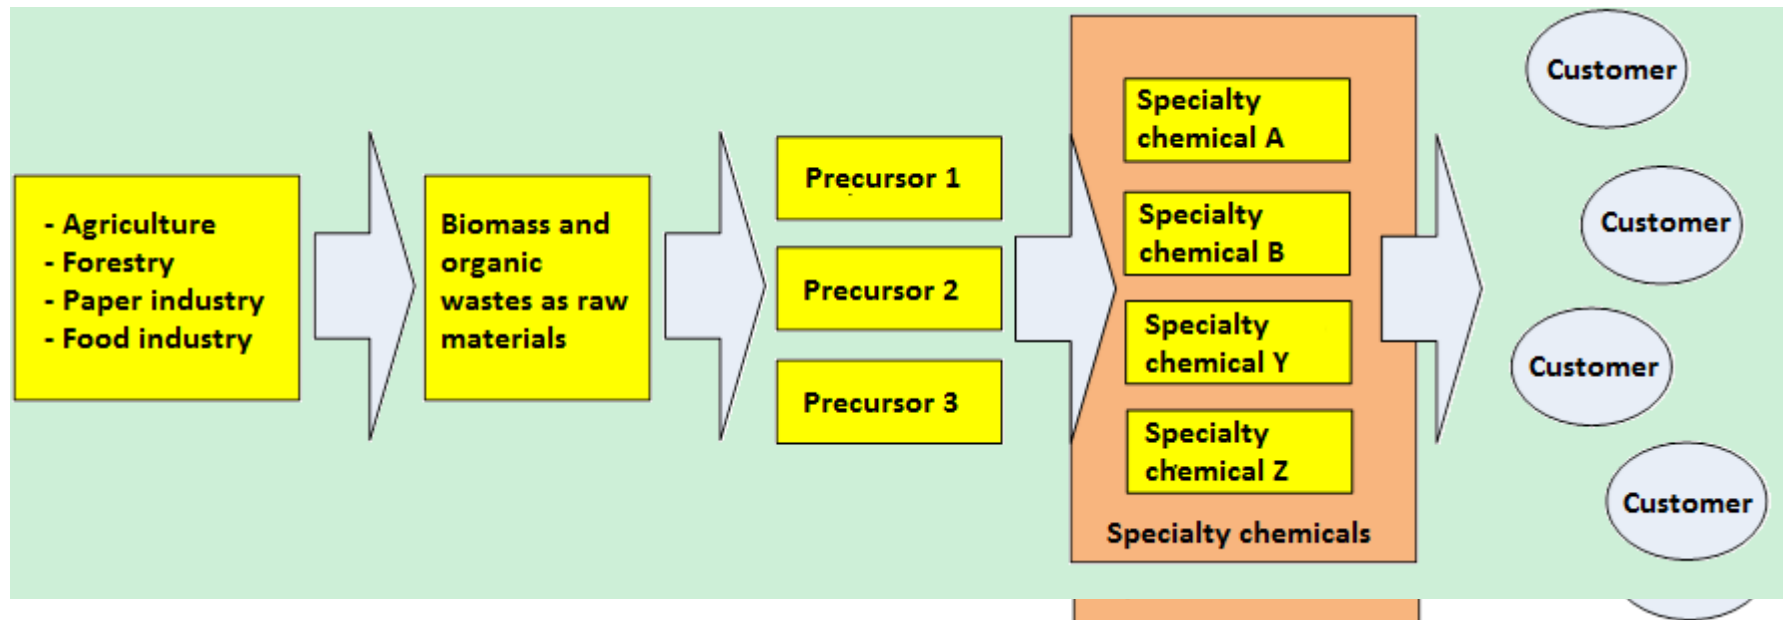 - Agriculture
- Forestry
- Paper industry
- Food industry
Biomass and
organic
wastes as raw
materials
Precursor 1
Precursor 2
Precursor 3
Specialty
chemical A
Specialty
chemical B
Specialty
chemical Y
Specialty
chemical Z
Specialty chemicals
Customer
Customer
Customer
Customer